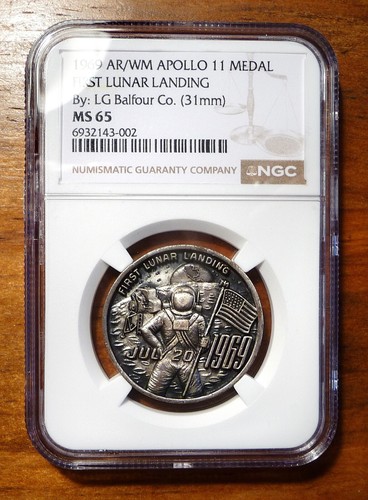 1969 AR/WM APOLLO 11 MEDAL
FIRST LUNAR LANDING
By: LG Balfour Co. (31mm)
MS 65
6932143-002
NUMISMATIC GUARANTY COMPANY NGC
FIRST LUNAR LANDING
JULY 20 1969